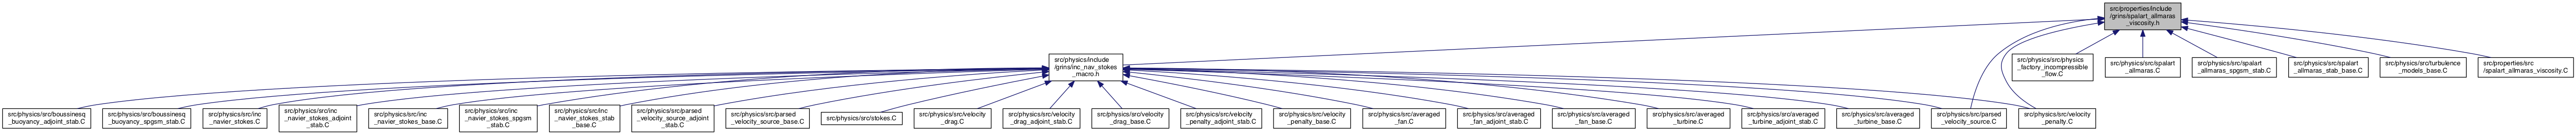 src/properties/include
/grins/spalart_allmaras
_viscosity.h
src/physics/include
/grins/inc_nav_stokes
_macro.h
src/physics/src/physics
_factory_incompressible
_flow.C
src/physics/src/spalart
_allmaras.C
src/physics/src/spalart
_allmaras_spgsm_stab.C
src/physics/src/spalart
_allmaras_stab_base.C
src/physics/src/turbulence
_models_base.C
src/properties/src
/spalart_allmaras_viscosity.C
src/physics/src/boussinesq
_buoyancy_adjoint_stab.C
src/physics/src/boussinesq
_buoyancy_spgsm_stab.C
src/physics/src/inc
_navier_stokes.C
src/physics/src/inc
_navier_stokes_adjoint
_stab.C
src/physics/src/inc
_navier_stokes_base.C
src/physics/src/inc
_navier_stokes_spgsm
_stab.C
src/physics/src/inc
_navier_stokes_stab
_base.C
src/physics/src/parsed
_velocity_source_adjoint
_stab.C
src/physics/src/parsed
_velocity_source_base.C
src/physics/src/stokes.C
src/physics/src/velocity
_drag.C
src/physics/src/velocity
_drag_adjoint_stab.C
src/physics/src/velocity
_drag_base.C
src/physics/src/velocity
_penalty_adjoint_stab.C
src/physics/src/velocity
_penalty_base.C
src/physics/src/averaged
_fan.C
src/physics/src/averaged
_fan_adjoint_stab.C
src/physics/src/averaged
_fan_base.C
src/physics/src/averaged
_turbine.C
src/physics/src/averaged
_turbine_adjoint_stab.C
src/physics/src/averaged
_turbine_base.C
src/physics/src/parsed
_velocity_source.C
src/physics/src/velocity
_penalty.C